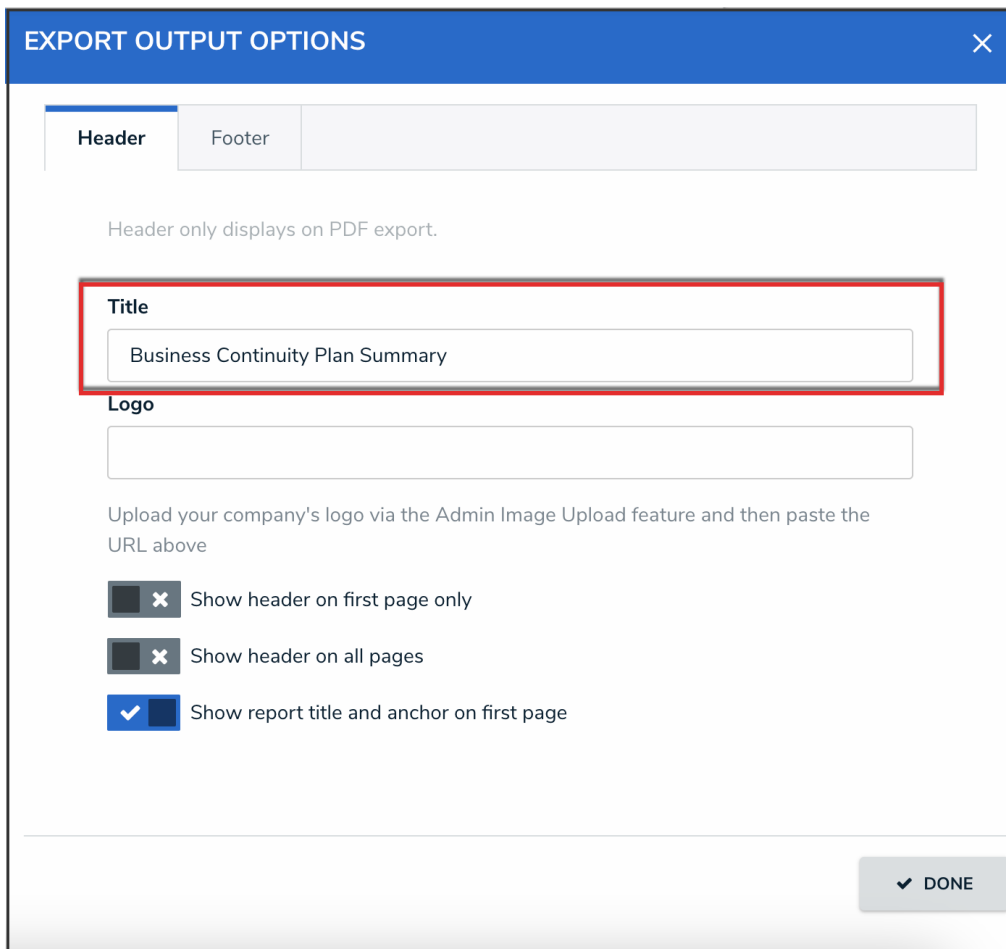 EXPORT OUTPUT OPTIONS
Header
Footer
Header only displays on PDF export.
Title
Business Continuity Plan Summary
Logo
Upload your company's logo via the Admin Image Upload feature and then paste the
URL above
Show header on first page only
Show header on all pages
Show report title and anchor on first page
DONE